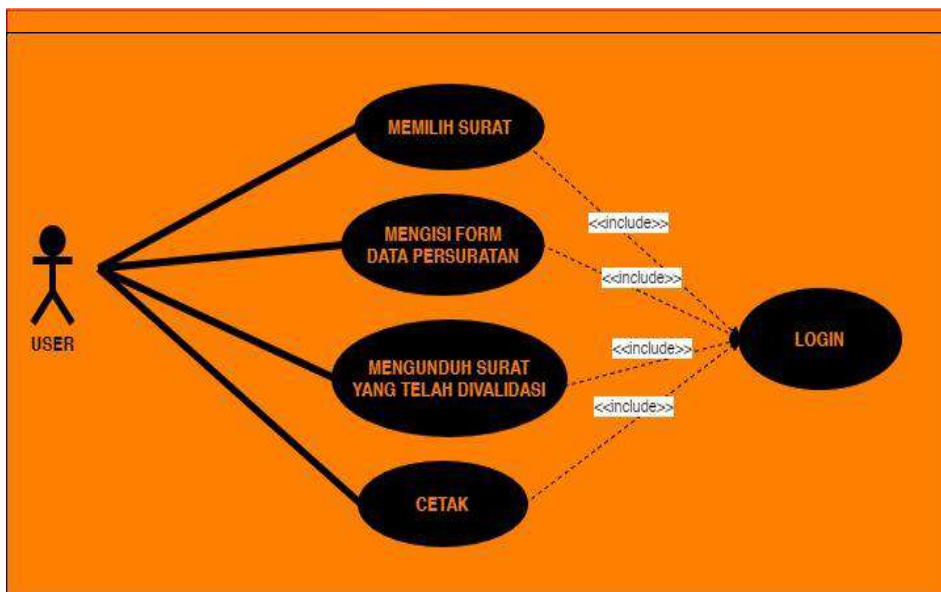 MEMILIH SURAT
<<include>>
MENGISI FORM
DATA PERSURATAN
<<include>>
USER
MENGUNDUH SURAT
YANG TELAH DIVALIDASI
<<include>>
LOGIN
<<include>>
CETAK